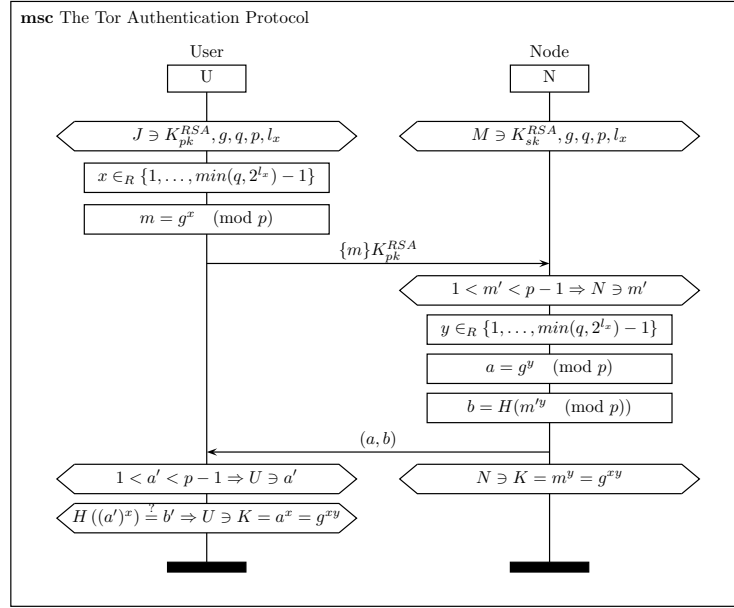 msc The Tor Authentication Protocol
User Node
U N
J ∋ K_{pk}^{RSA}, g, q, p, l_x
M ∋ K_{sk}^{RSA}, g, q, p, l_x
x ∈_R {1, . . . , min(q, 2^{l_x}) − 1}
m = g^x (mod p)
{m}K_{pk}^{RSA}
1 < m′ < p − 1 ⇒ N ∋ m′
y ∈_R {1, . . . , min(q, 2^{l_x}) − 1}
a = g^y (mod p)
b = H(m′^y (mod p))
(a, b)
1 < a′ < p − 1 ⇒ U ∋ a′
N ∋ K = m^y = g^{xy}
H ((a′)^x) ≟ b′ ⇒ U ∋ K = a^x = g^{xy}